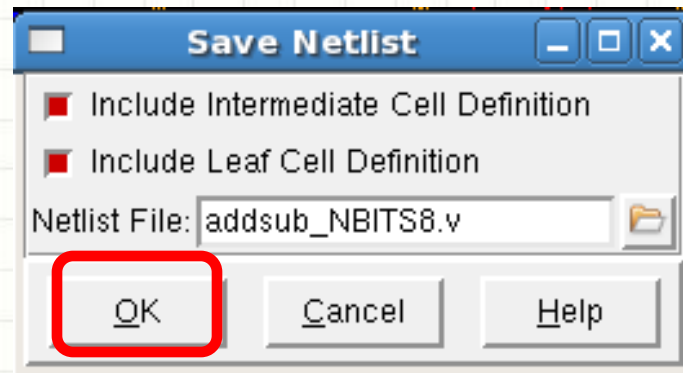 Save Netlist
Include Intermediate Cell Definition
Include Leaf Cell Definition
Netlist File: addsub_NBITS8.v
OK Cancel Help